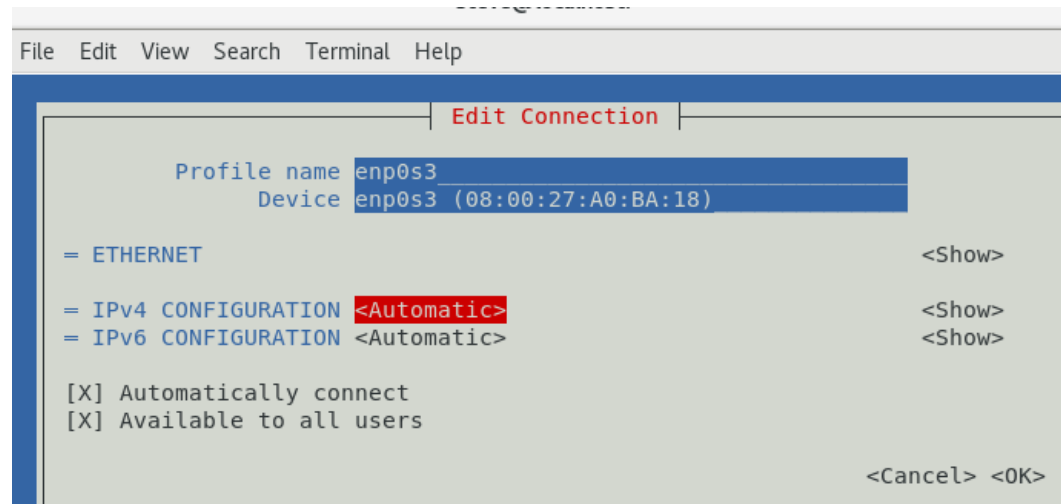 File Edit View Search Terminal Help
Edit Connection
Profile name enp0s3
Device enp0s3 (08:00:27:A0:BA:18)
= ETHERNET <Show>
= IPv4 CONFIGURATION <Automatic> <Show>
= IPv6 CONFIGURATION <Automatic> <Show>
[X] Automatically connect
[X] Available to all users
<Cancel> <OK>